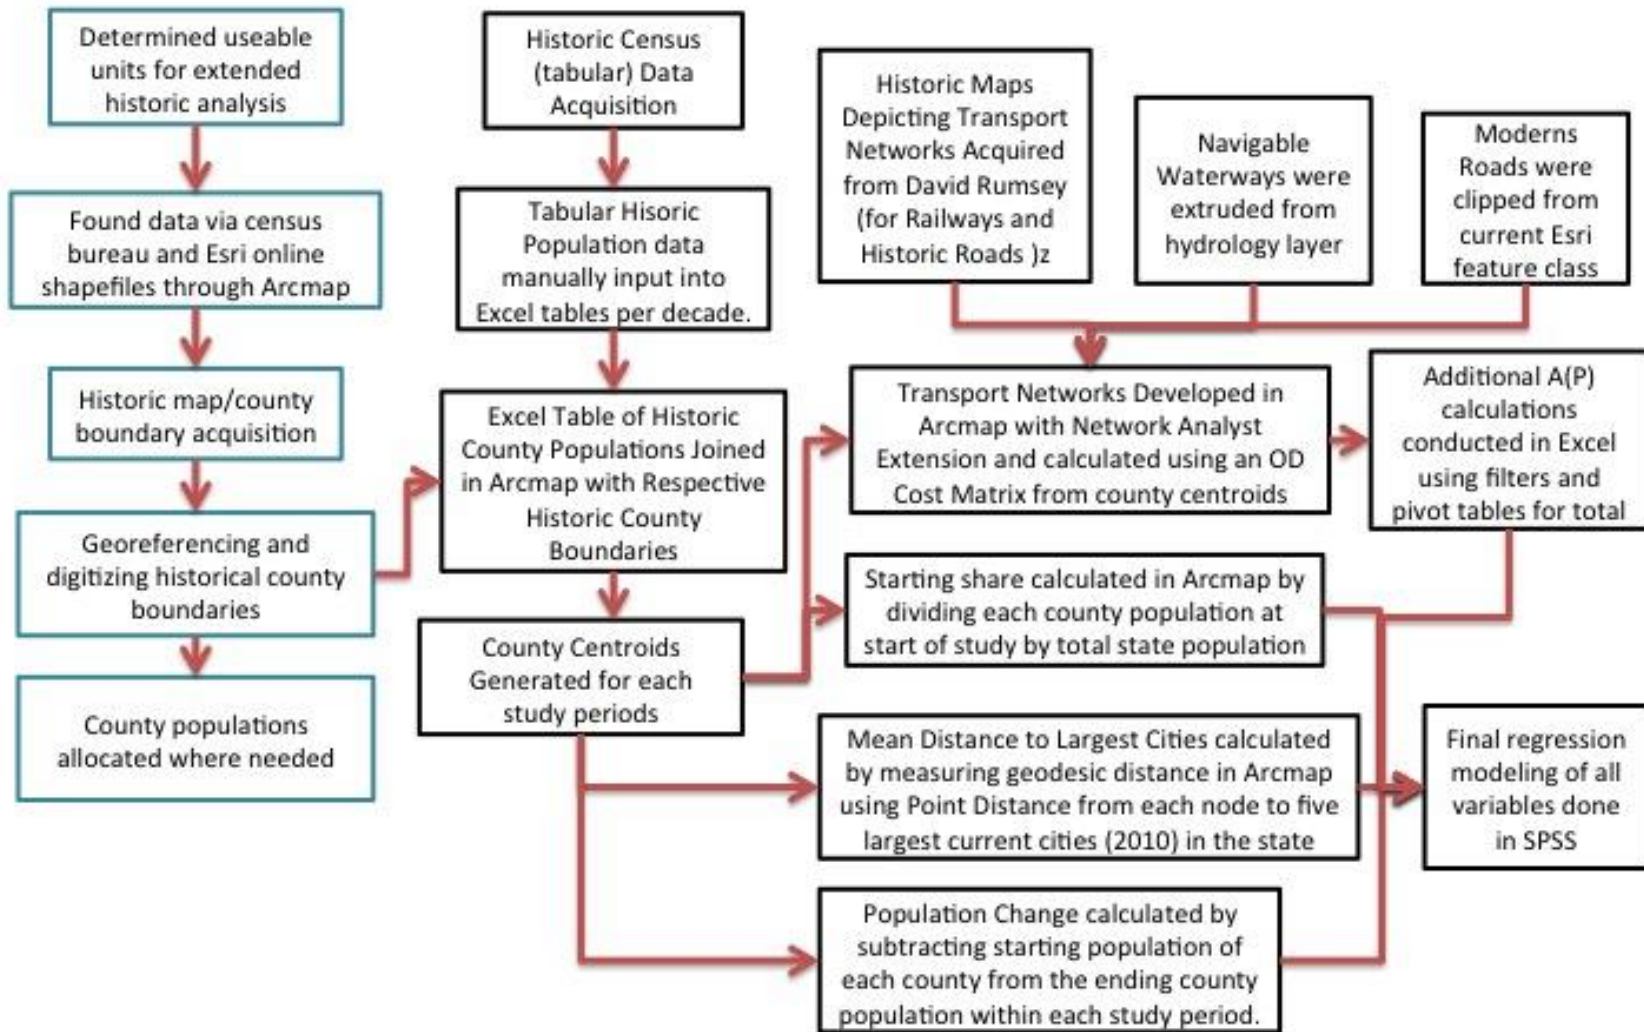 Determined useable
units for extended
historic analysis
Found data via census
bureau and Esri online
shapefiles through Arcmap
Historic map/county
boundary acquisition
Georeferencing and
digitizing historical county
boundaries
County populations
allocated where needed
Historic Census
(tabular) Data
Acquisition
Tabular Hisoric
Population data
manually input into
Excel tables per decade.
Excel Table of Historic
County Populations Joined
in Arcmap with Respective
Historic County
Boundaries
County Centroids
Generated for each
study periods
Historic Maps
Depicting Transport
Networks Acquired
from David Rumsey
(for Railways and
Historic Roads )z
Navigable
Waterways were
extruded from
hydrology layer
Moderns
Roads were
clipped from
current Esri
feature class
Transport Networks Developed in
Arcmap with Network Analyst
Extension and calculated using an OD
Cost Matrix from county centroids
Additional A(P)
calculations
conducted in Excel
using filters and
pivot tables for total
Starting share calculated in Arcmap by
dividing each county population at
start of study by total state population
Mean Distance to Largest Cities calculated
by measuring geodesic distance in Arcmap
using Point Distance from each node to five
largest current cities (2010) in the state
Population Change calculated by
subtracting starting population of
each county from the ending county
population within each study period.
Final regression
modeling of all
variables done
in SPSS